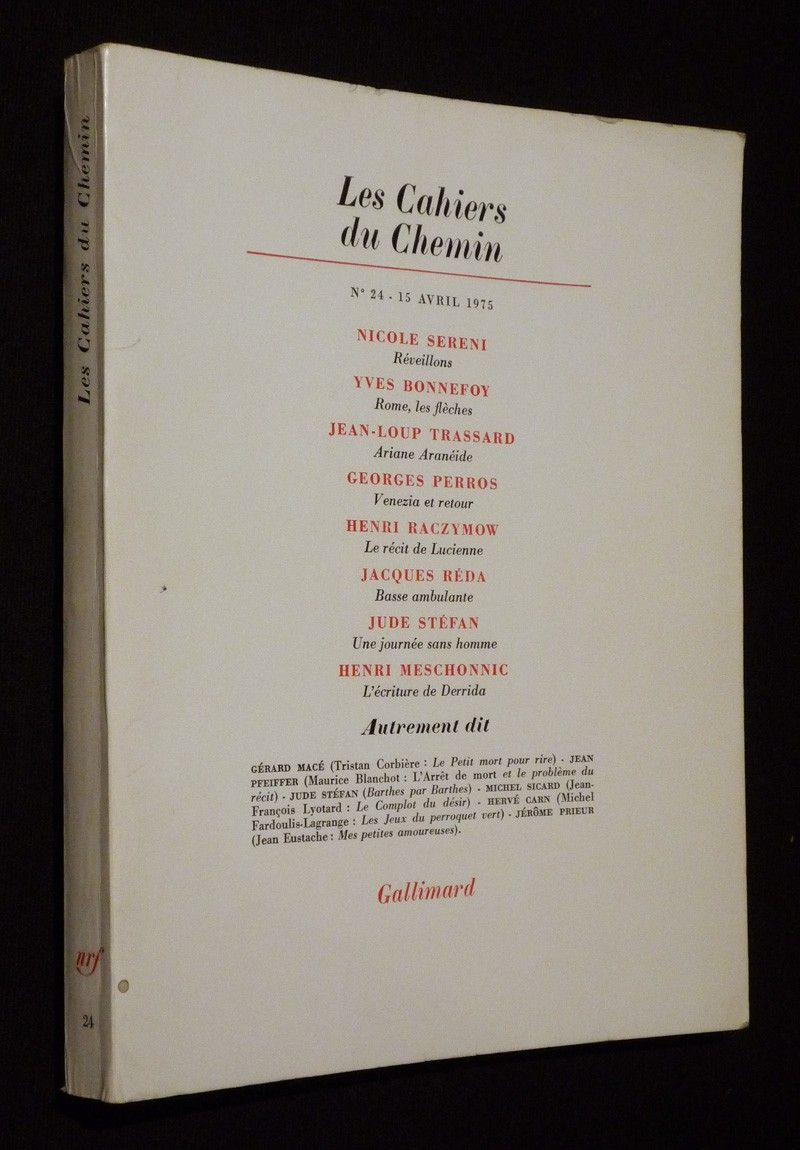 Les Cahiers du Chemin
nrf
24
Les Cahiers
du Chemin
N° 24 - 15 AVRIL 1975
NICOLE SERENI
Réveillons
YVES BONNEFOY
Rome, les flèches
JEAN-LOUP TRASSARD
Ariane Aranéide
GEORGES PERROS
Venezia et retour
HENRI RACZYMOW
Le récit de Lucienne
JACQUES RÉDA
Basse ambulante
JUDE STÉFAN
Une journée sans homme
HENRI MESCHONNIC
L'écriture de Derrida
Autrement dit
GÉRARD MACÉ (Tristan Corbière : Le Petit mort pour rire) - JEAN
PFEIFFER (Maurice Blanchot : L'Arrêt de mort et le problème du
récit) - JUDE STÉFAN (Barthes par Barthes) - MICHEL SICARD (Jean-
François Lyotard : Le Complot du désir) - HERVÉ CARN (Michel
Fardoulis-Lagrange : Les Jeux du perroquet vert) - JÉRÔME PRIEUR
(Jean Eustache : Mes petites amoureuses).
Gallimard